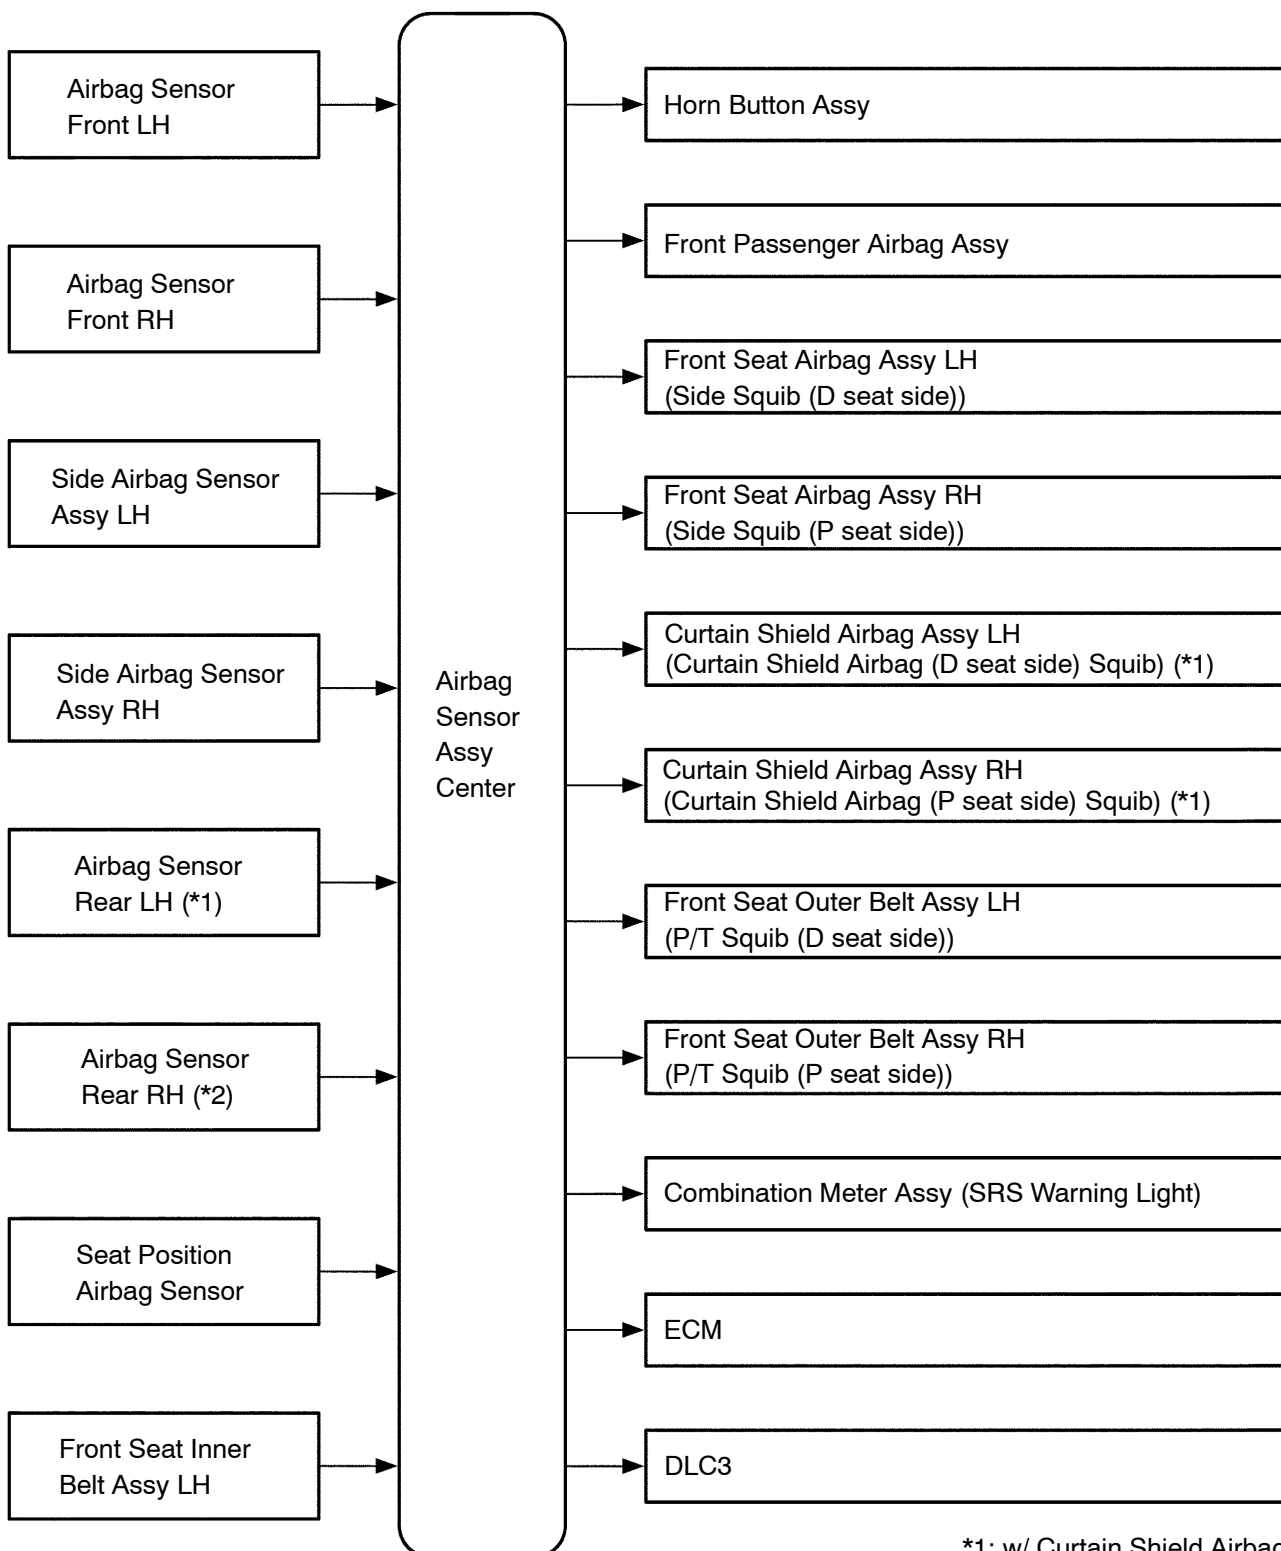 Airbag Sensor
Front LH
Airbag Sensor
Front RH
Side Airbag Sensor
Assy LH
Side Airbag Sensor
Assy RH
Airbag Sensor
Rear LH (*1)
Airbag Sensor
Rear RH (*2)
Seat Position
Airbag Sensor
Front Seat Inner
Belt Assy LH
Airbag
Sensor
Assy
Center
Horn Button Assy
Front Passenger Airbag Assy
Front Seat Airbag Assy LH
(Side Squib (D seat side))
Front Seat Airbag Assy RH
(Side Squib (P seat side))
Curtain Shield Airbag Assy LH
(Curtain Shield Airbag (D seat side) Squib) (*1)
Curtain Shield Airbag Assy RH
(Curtain Shield Airbag (P seat side) Squib) (*1)
Front Seat Outer Belt Assy LH
(P/T Squib (D seat side))
Front Seat Outer Belt Assy RH
(P/T Squib (P seat side))
Combination Meter Assy (SRS Warning Light)
ECM
DLC3
*1: w/ Curtain Shield Airbag